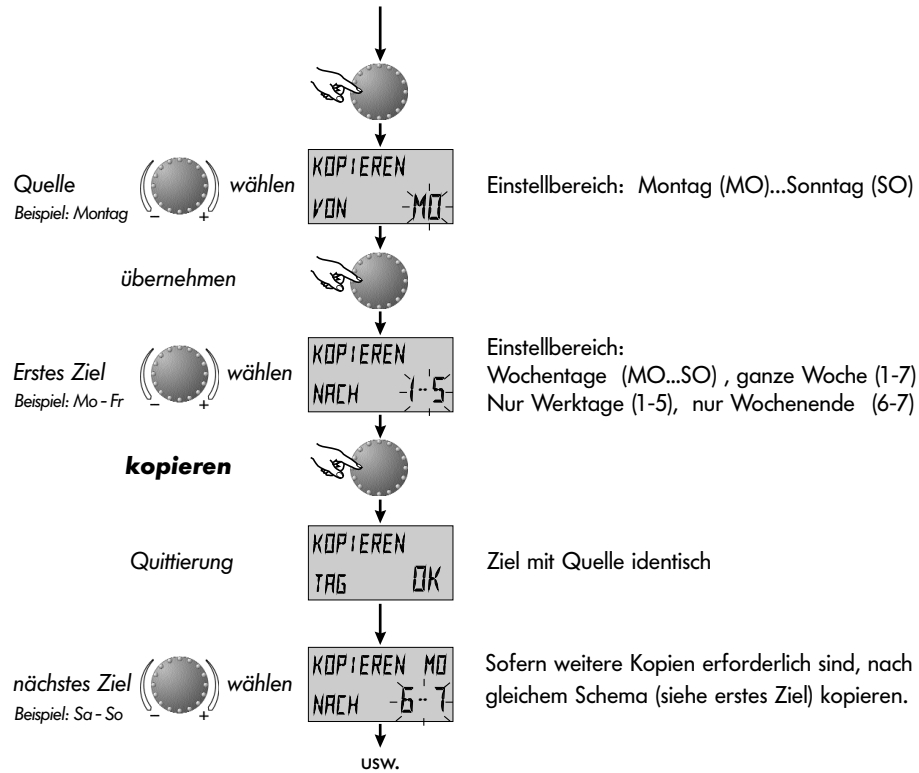 Quelle wählen
Beispiel: Montag
- +
KOPIEREN
VON MO
Einstellbereich: Montag (MO)...Sonntag (SO)
übernehmen
Erstes Ziel wählen
Beispiel: Mo - Fr
- +
KOPIEREN
NACH 1--5
Einstellbereich:
Wochentage (MO...SO) , ganze Woche (1-7)
Nur Werktage (1-5), nur Wochenende (6-7)
kopieren
Quittierung
KOPIEREN
TAG OK
Ziel mit Quelle identisch
nächstes Ziel wählen
Beispiel: Sa - So
- +
KOPIEREN MO
NACH 6--7
Sofern weitere Kopien erforderlich sind, nach
gleichem Schema (siehe erstes Ziel) kopieren.
usw.